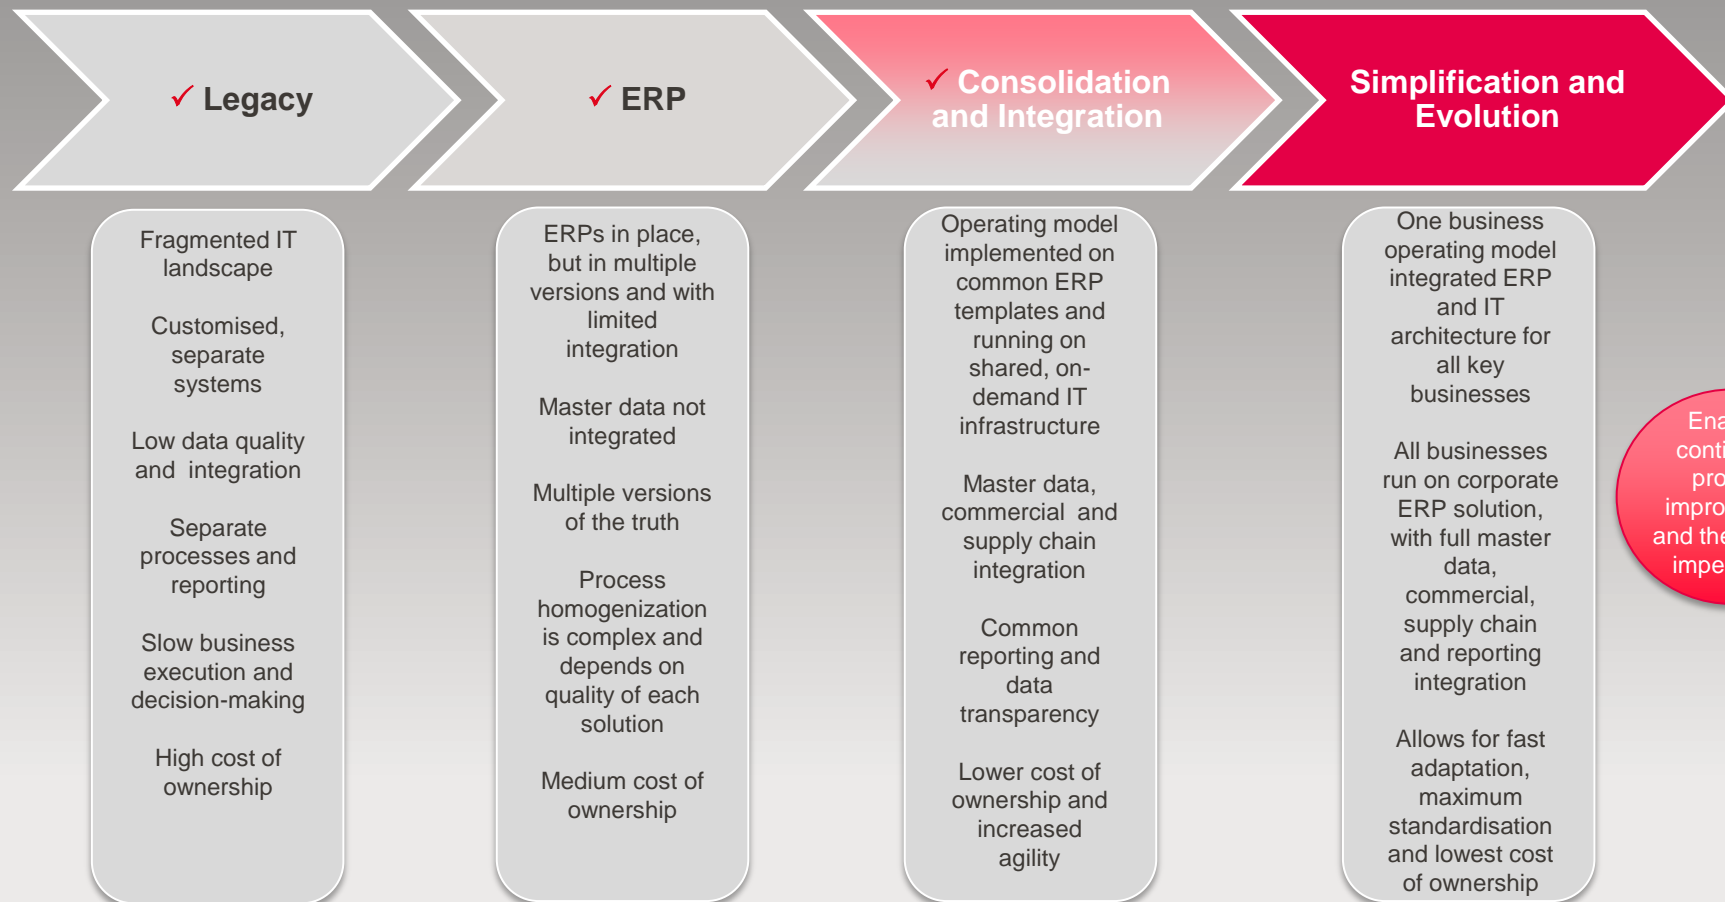 ✓ Legacy
✓ ERP
✓ Consolidation
and Integration
Simplification and
Evolution
Fragmented IT
landscape
Customised,
separate
systems
Low data quality
and integration
Separate
processes and
reporting
Slow business
execution and
decision-making
High cost of
ownership
ERPs in place,
but in multiple
versions and with
limited
integration
Master data not
integrated
Multiple versions
of the truth
Process
homogenization
is complex and
depends on
quality of each
solution
Medium cost of
ownership
Operating model
implemented on
common ERP
templates and
running on
shared, on-
demand IT
infrastructure
Master data,
commercial and
supply chain
integration
Common
reporting and
data
transparency
Lower cost of
ownership and
increased
agility
One business
operating model
integrated ERP
and IT
architecture for
all key
businesses
All businesses
run on corporate
ERP solution,
with full master
data,
commercial,
supply chain
and reporting
integration
Allows for fast
adaptation,
maximum
standardisation
and lowest cost
of ownership
Ena
conti
pro
impro
and the
impe